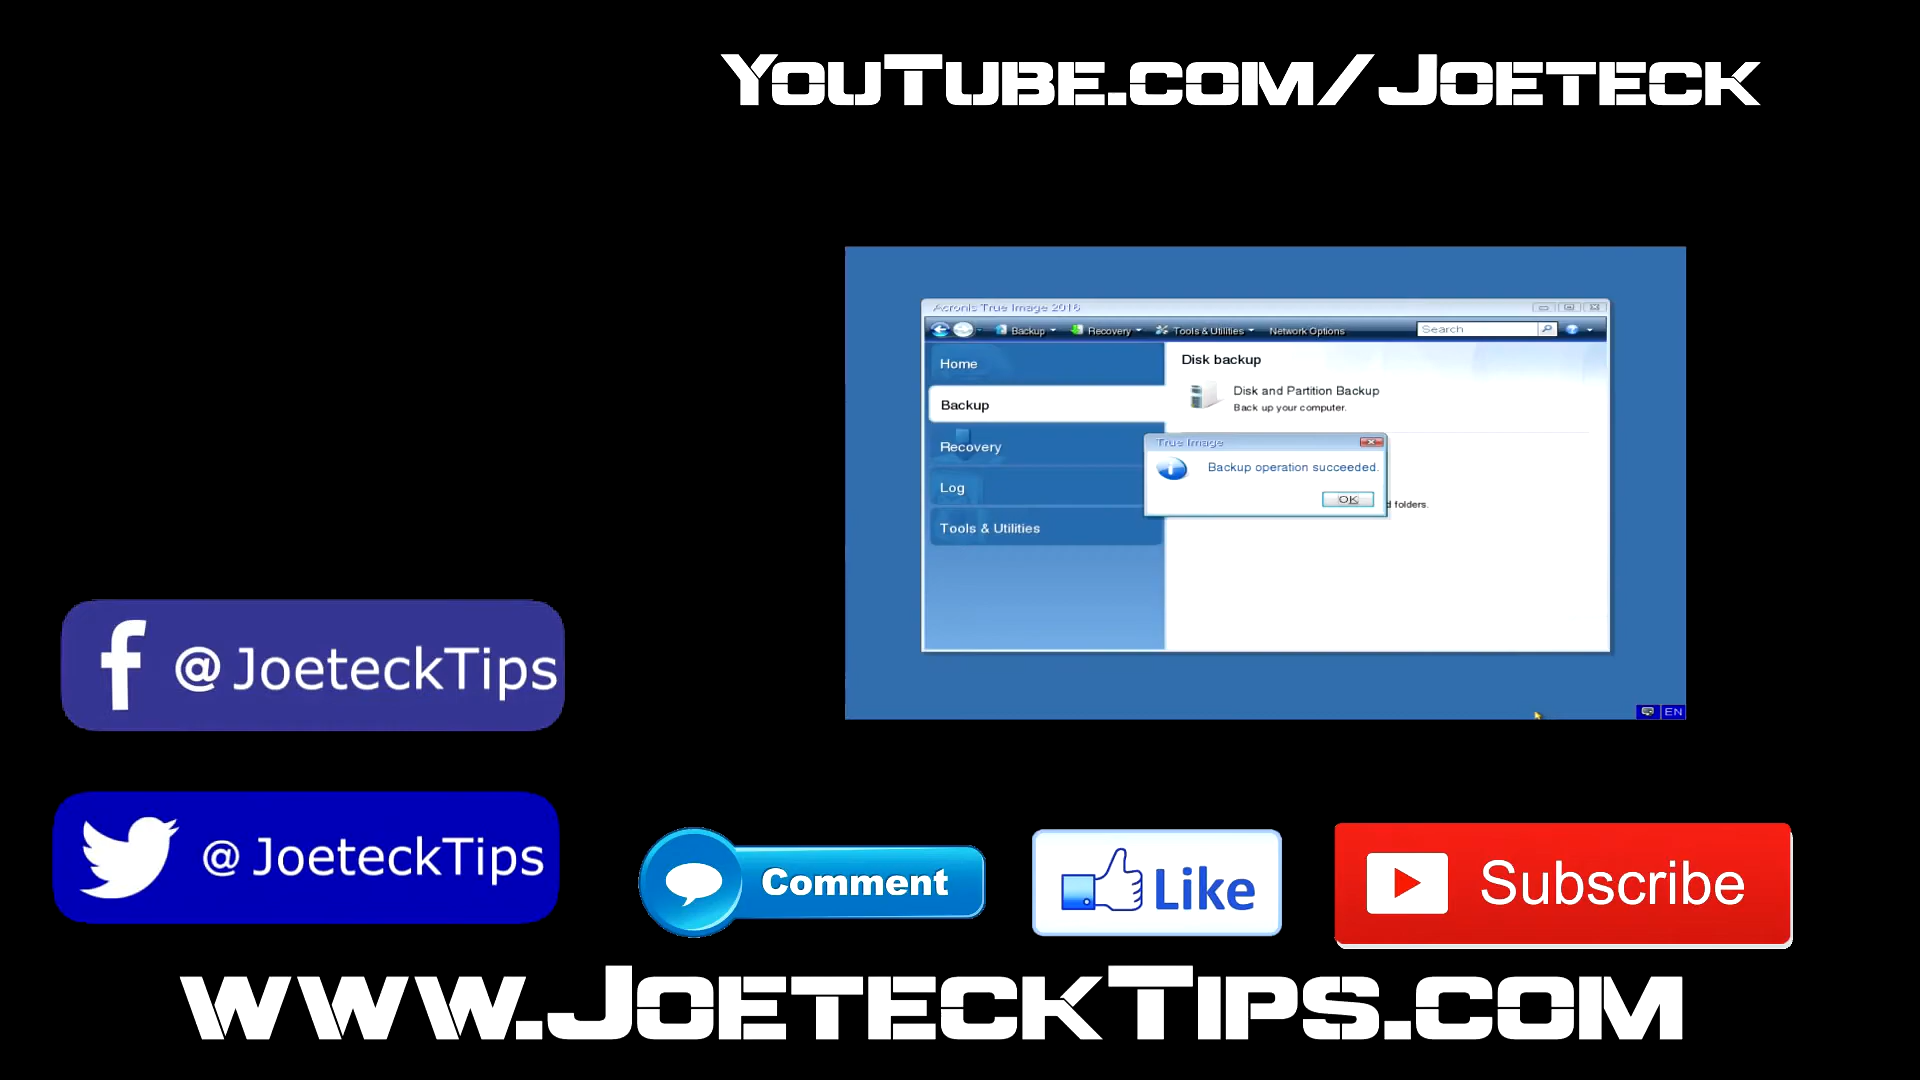 YouTube.com/Joeteck
Acronis True Image 2016
Backup Recovery Tools & Utilities Network Options Search
Home
Backup
Recovery
Log
Tools & Utilities
Disk backup
Disk and Partition Backup
Back up your computer.
True Image
Backup operation succeeded.
OK
d folders.
EN
f @JoeteckTips
@JoeteckTips
Comment
Like
Subscribe
www.JoeteckTips.com